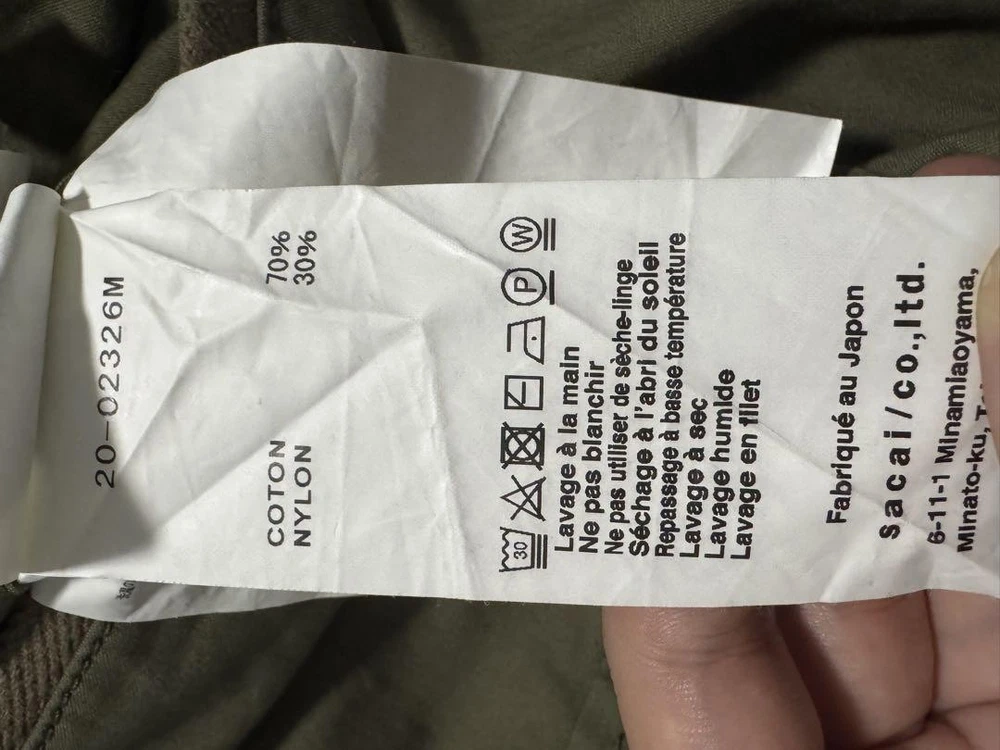 20-02326M
COTON 70%
NYLON 30%
30 P W
Lavage à la main
Ne pas blanchir
Ne pas utiliser de sèche-linge
Séchage à l'abri du soleil
Repassage à basse température
Lavage à sec
Lavage humide
Lavage en filet
Fabriqué au Japon
sacai/co.,ltd.
6-11-1 Minamiaoyama,
Minato-ku,